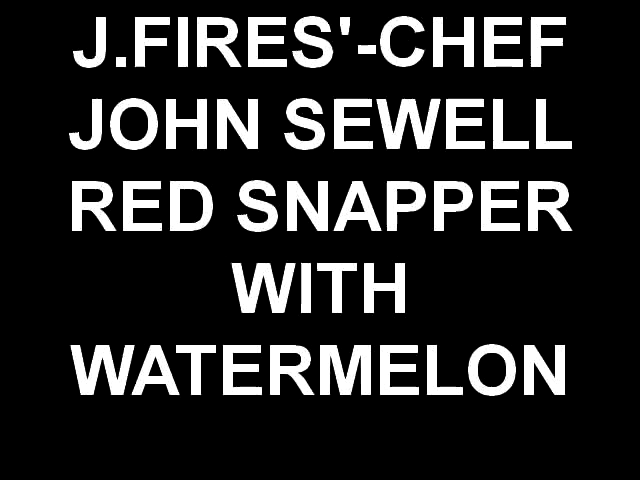 J.FIRES'-CHEF
JOHN SEWELL
RED SNAPPER
WITH
WATERMELON